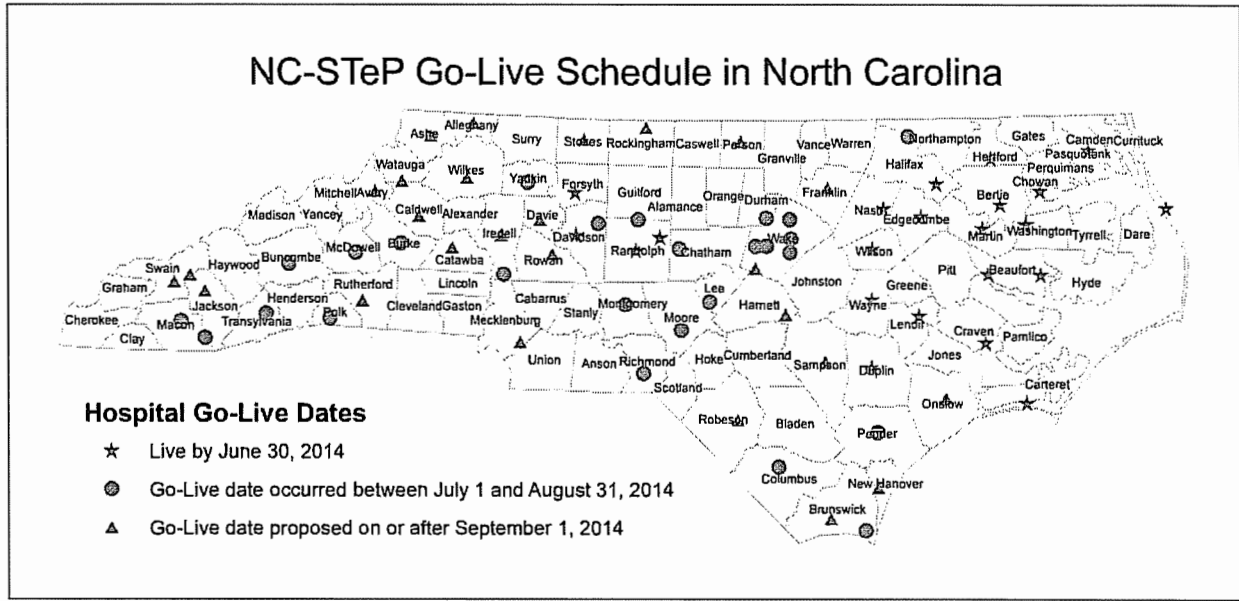 NC-STeP Go-Live Schedule in North Carolina
Ashe Alleghany Surry Stokes Rockingham Caswell Person Vance Warren Northampton Gates Camden Currituck
Granville Halifax Hertford Pasquotank
Perquimans
Watauga Wilkes Yadkin Forsyth Guilford Orange Durham Franklin Bertie Chowan
Mitchell Avery Alamance
Madison Yancey Caldwell Alexander Davie Nash Edgecombe
Iredell Davidson Randolph Chatham Wake Martin Washington Tyrrell Dare
McDowell Burke Catawba Rowan Wilson
Swain Haywood Buncombe Pitt Beaufort
Graham Rutherford Lincoln Johnston Greene Hyde
Jackson Henderson Cabarrus Montgomery Lee Harnett Wayne
Cherokee Macon Transylvania Polk Cleveland Gaston Stanly Moore Lenoir
Clay Mecklenburg Craven Pamlico
Union Anson Richmond Hoke Cumberland Sampson Duplin Jones
Scotland Carteret
Onslow
Robeson Bladen Pender
Columbus New Hanover
Brunswick
Hospital Go-Live Dates
Live by June 30, 2014
Go-Live date occurred between July 1 and August 31, 2014
Go-Live date proposed on or after September 1, 2014